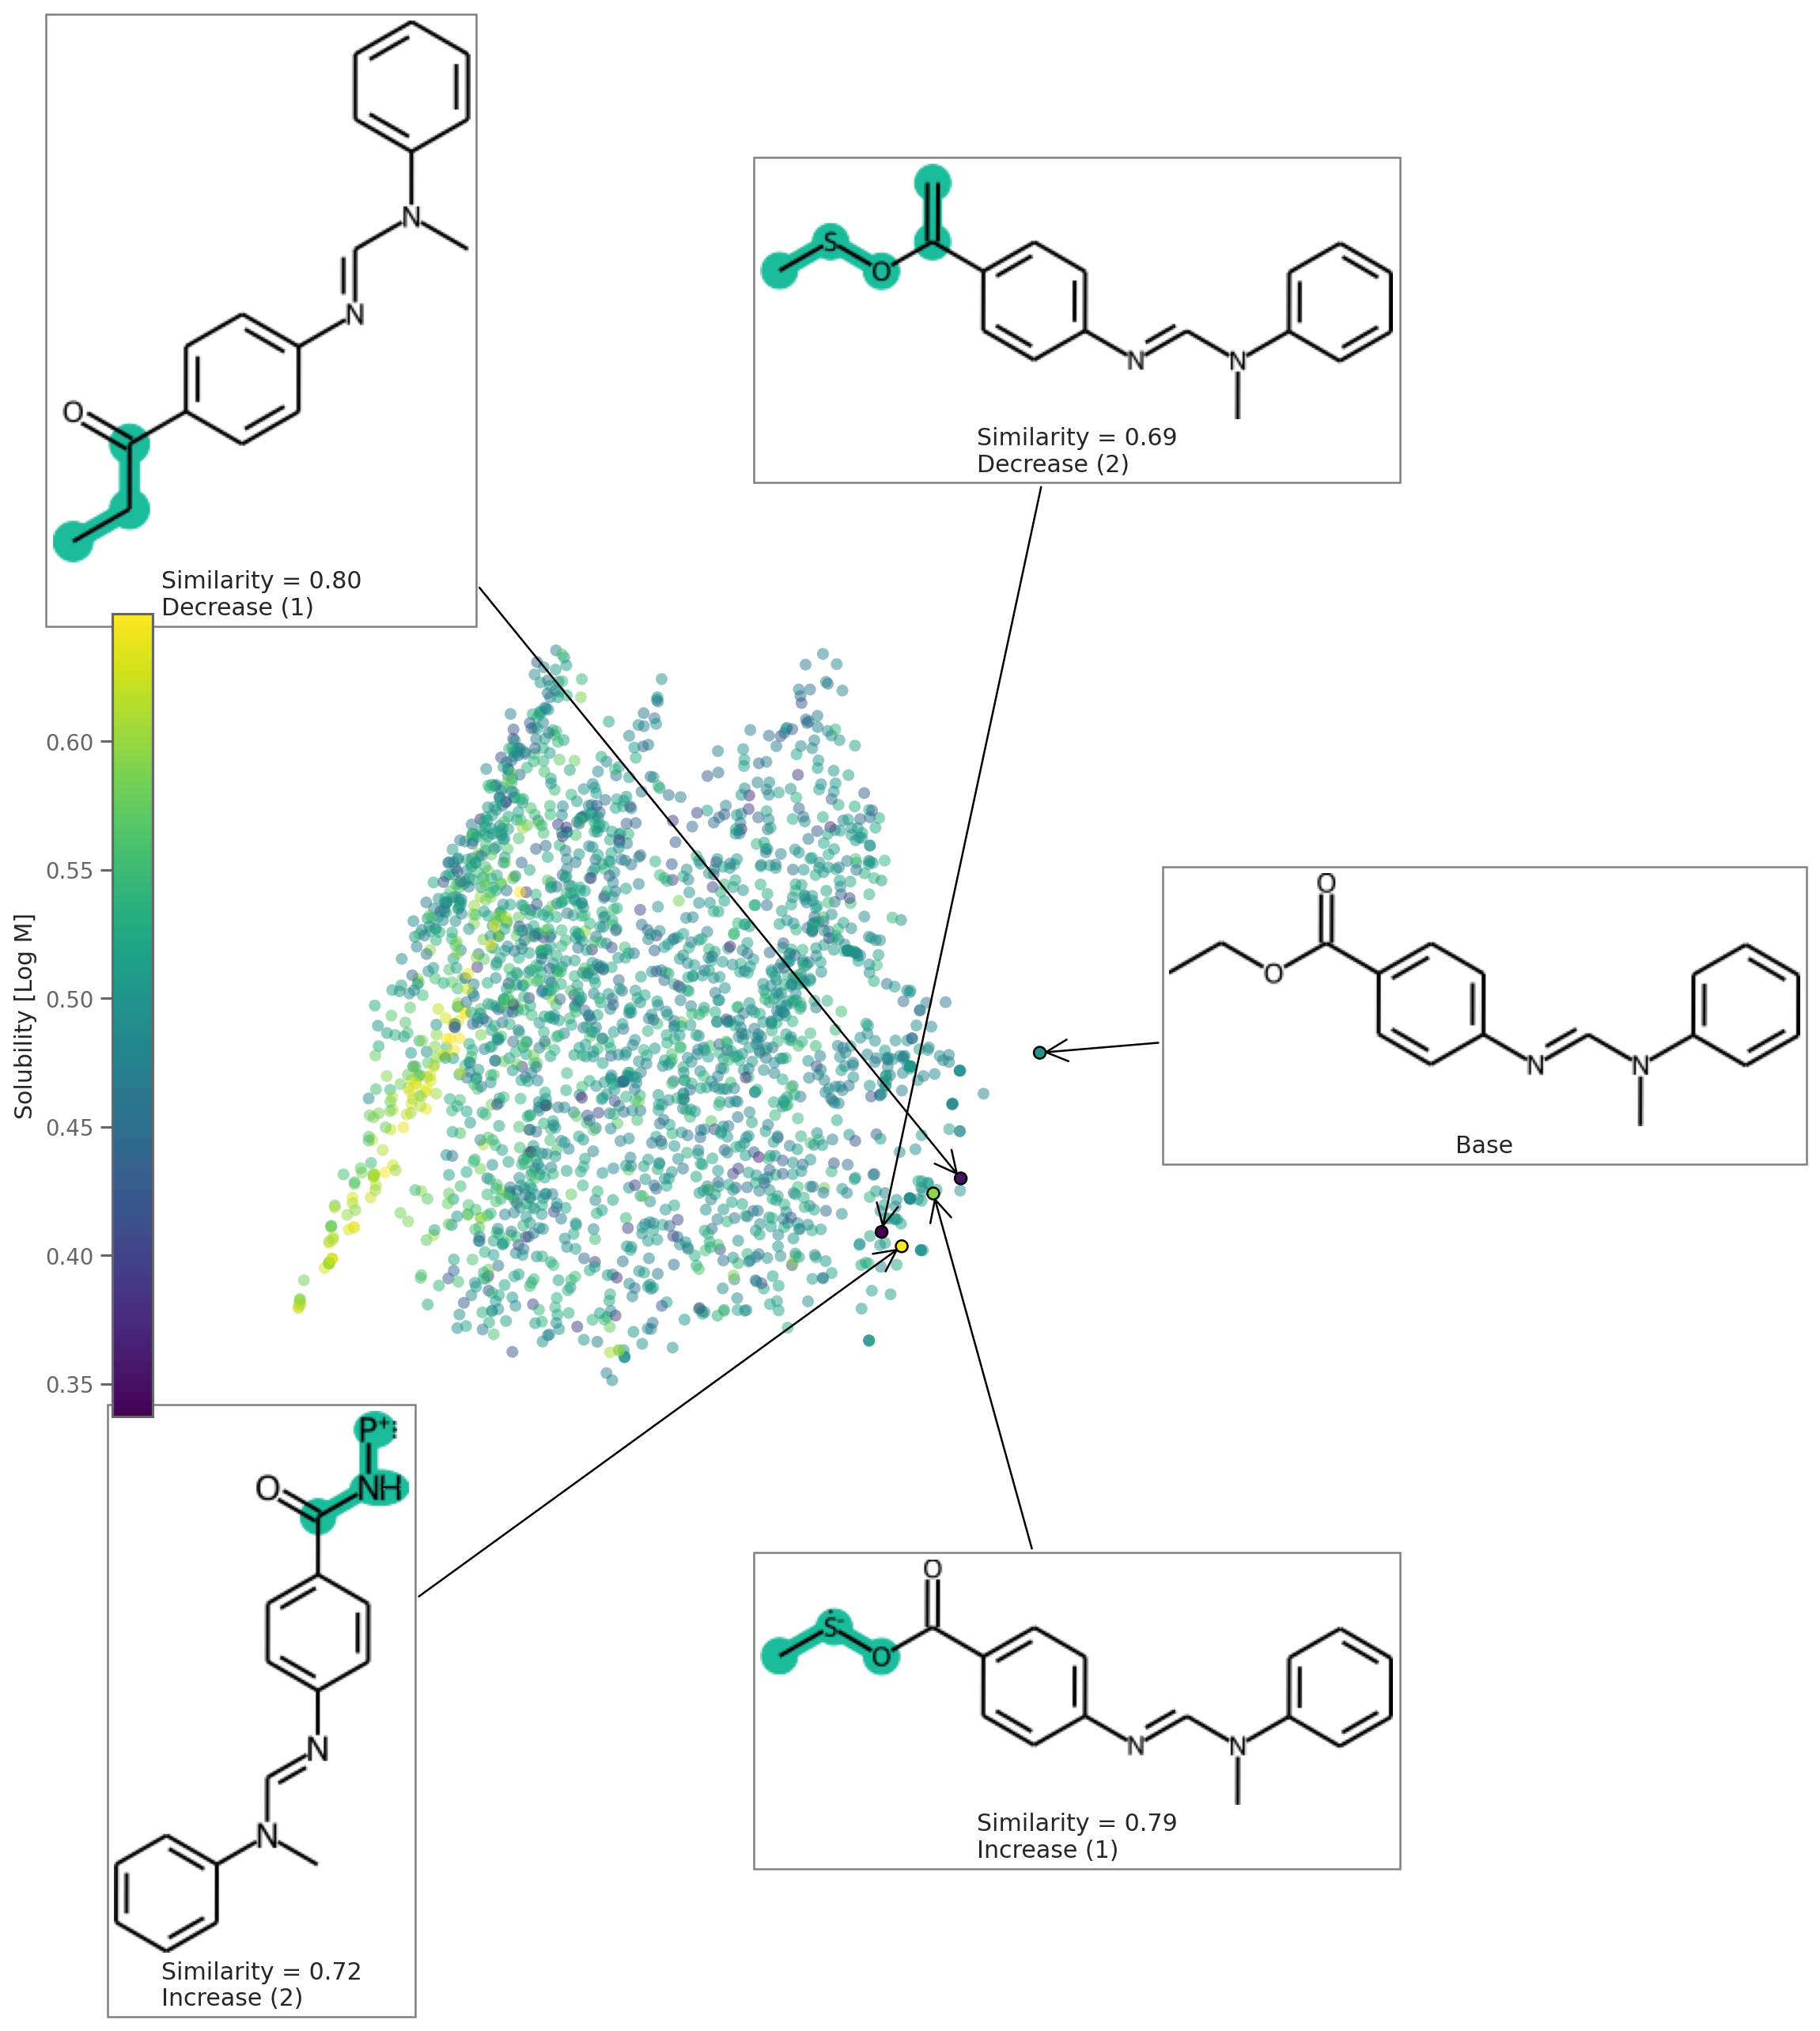 N
N
O
Similarity = 0.80
Decrease (1)
S
O
N
N
Similarity = 0.69
Decrease (2)
Solubility [Log M]
0.60
0.55
0.50
0.45
0.40
0.35
O
O
N
N
Base
P⁺
NH
O
N
N
Similarity = 0.72
Increase (2)
O
S⁻
O
N
N
Similarity = 0.79
Increase (1)